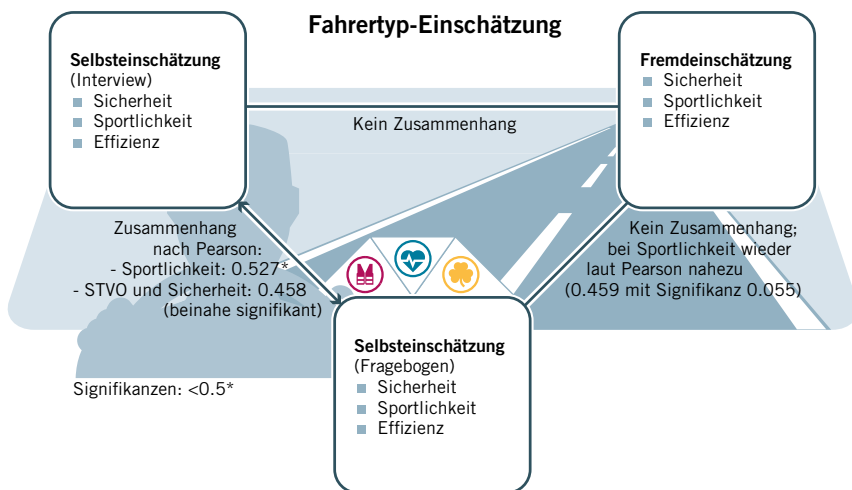 Fahrertyp-Einschätzung
Selbsteinschätzung
(Interview)
Sicherheit
Sportlichkeit
Effizienz
Fremdeinschätzung
Sicherheit
Sportlichkeit
Effizienz
Kein Zusammenhang
Zusammenhang
nach Pearson:
- Sportlichkeit: 0.527*
- STVO und Sicherheit: 0.458
(beinahe signifikant)
Kein Zusammenhang;
bei Sportlichkeit wieder
laut Pearson nahezu
(0.459 mit Signifikanz 0.055)
Selbsteinschätzung
(Fragebogen)
Sicherheit
Sportlichkeit
Effizienz
Signifikanzen: <0.5*